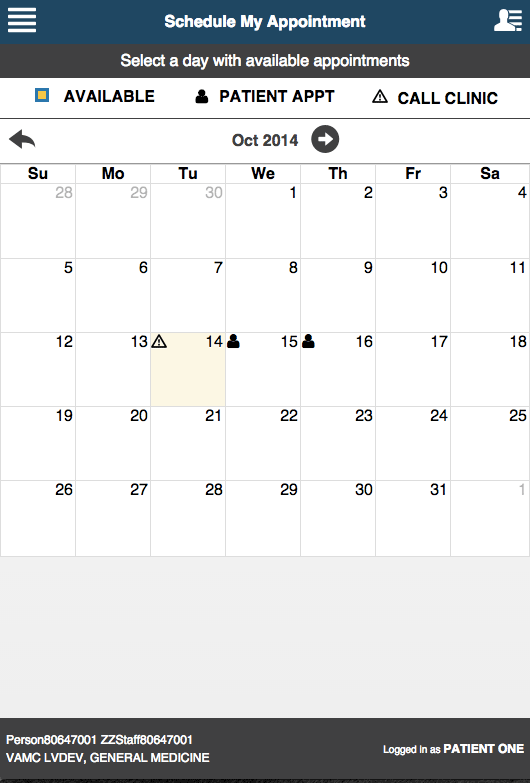 Schedule My Appointment
Select a day with available appointments
AVAILABLE PATIENT APPT CALL CLINIC
Oct 2014
Su Mo Tu We Th Fr Sa
28 29 30 1 2 3 4
5 6 7 8 9 10 11
12 13 14 15 16 17 18
19 20 21 22 23 24 25
26 27 28 29 30 31 1
Person80647001 ZZStaff80647001
VAMC LVDEV, GENERAL MEDICINE
Logged in as PATIENT ONE